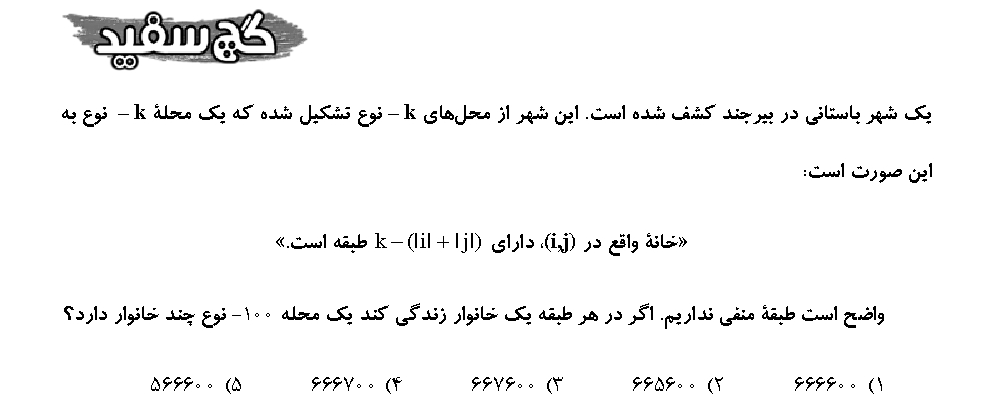 گچ سفید
یک شهر باستانی در بیرجند کشف شده است. این شهر از محل‌های k – نوع تشکیل شده که یک محلهٔ k – نوع به
این صورت است:
«خانهٔ واقع در (i,j)، دارای k – (|i| + |j|) طبقه است.»
واضح است طبقهٔ منفی نداریم. اگر در هر طبقه یک خانوار زندگی کند یک محله ۱۰۰- نوع چند خانوار دارد؟
۱) ۶۶۶۶۰۰ ۲) ۶۶۵۶۰۰ ۳) ۶۶۷۶۰۰ ۴) ۶۶۶۷۰۰ ۵) ۵۶۶۶۰۰